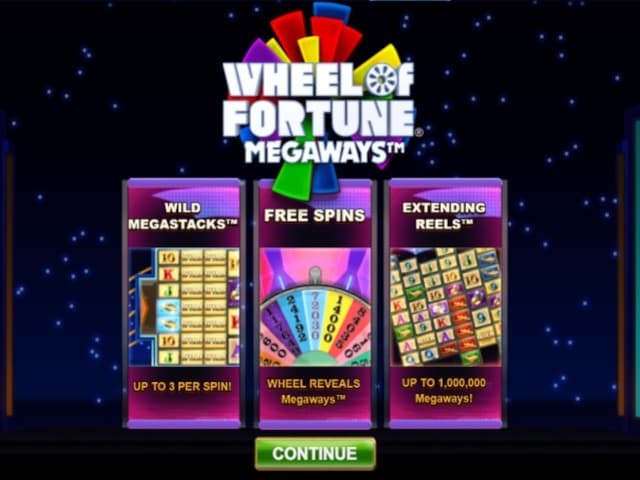 WHEEL OF
FORTUNE®
MEGAWAYS™
WILD
MEGASTACKS™
FREE SPINS
EXTENDING
REELS™
24192
72030
14000
UP TO 3 PER SPIN!
WHEEL REVEALS
Megaways™
UP TO 1,000,000
Megaways!
CONTINUE